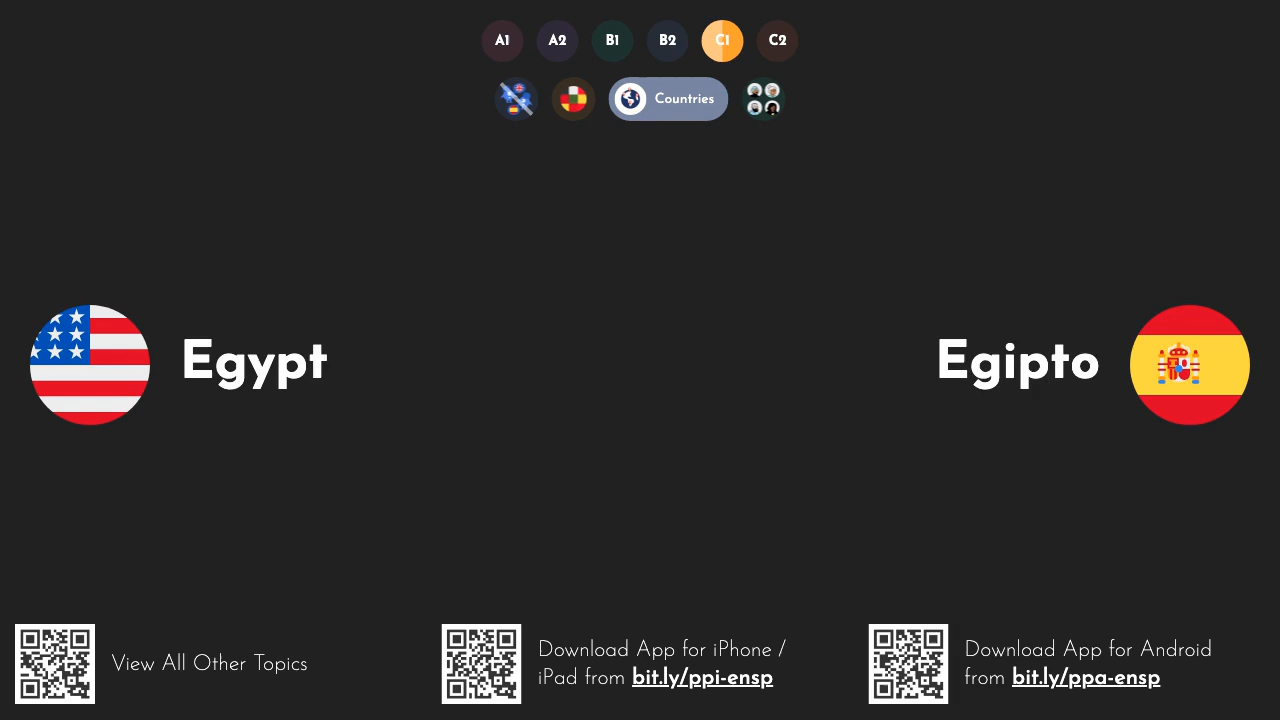 A1 A2 B1 B2 C1 C2
Countries
Egypt
Egipto
View All Other Topics
Download App for iPhone /
iPad from bit.ly/ppi-ensp
Download App for Android
from bit.ly/ppa-ensp